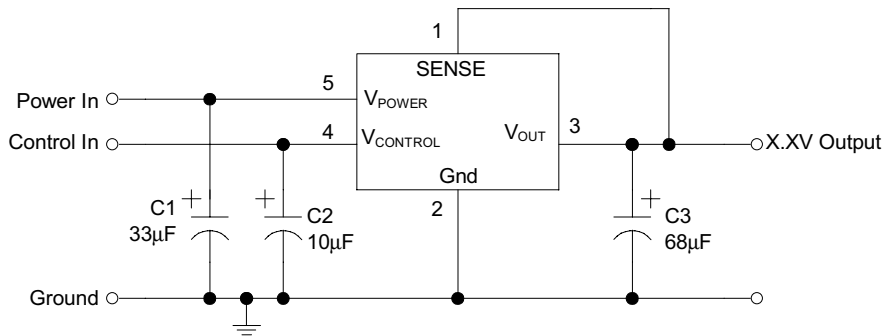 1
SENSE
Power In
5
V_POWER
Control In
4
V_CONTROL
V_OUT
3
X.XV Output
Gnd
2
+
C1
33μF
+
C2
10μF
+
C3
68μF
Ground